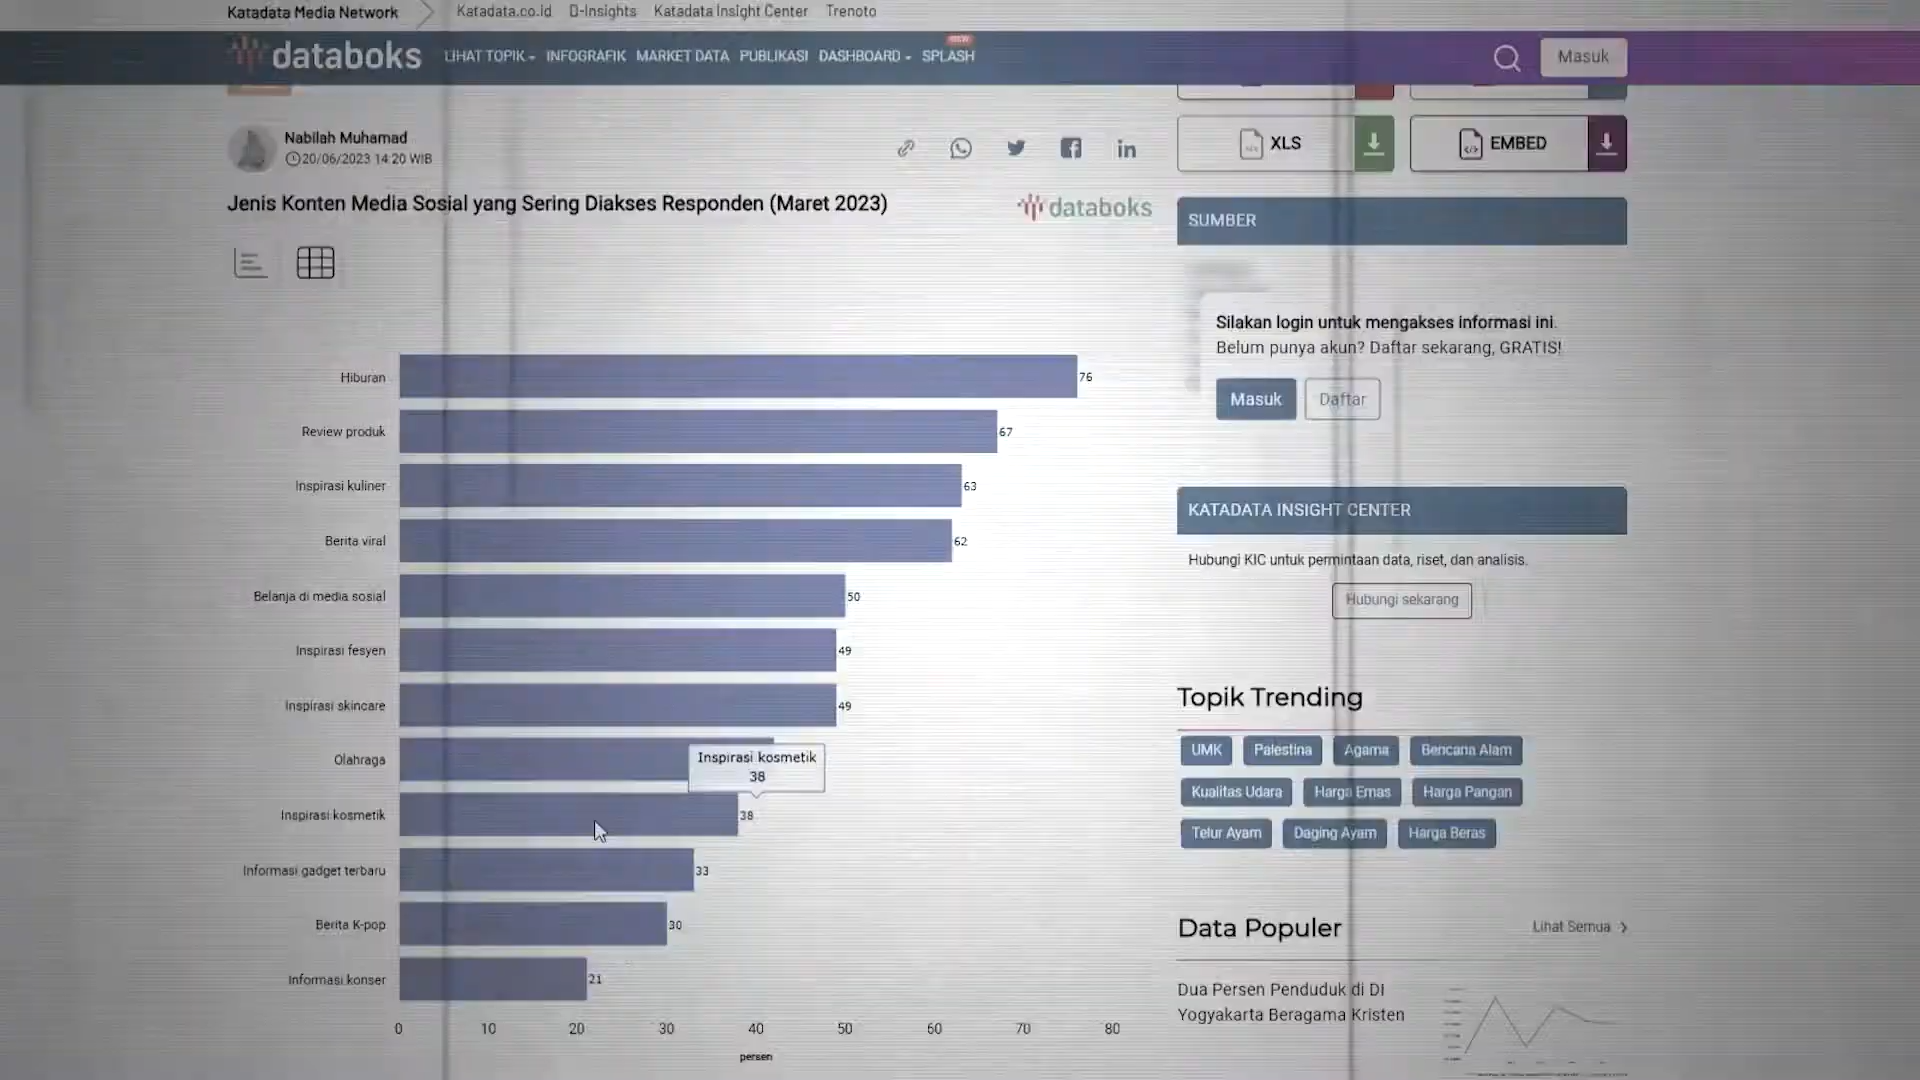 Katadata Media Network
Katadata.co.id D-Insights Katadata Insight Center Trenoto
databoks
LIHAT TOPIK INFOGRAFIK MARKET DATA PUBLIKASI DASHBOARD SPLASH
NEW
Masuk
Nabilah Muhamad
20/06/2023 14:20 WIB
XLS
EMBED
Jenis Konten Media Sosial yang Sering Diakses Responden (Maret 2023)
databoks
SUMBER
Silakan login untuk mengakses informasi ini.
Belum punya akun? Daftar sekarang, GRATIS!
Masuk Daftar
Hiburan 76
Review produk 67
Inspirasi kuliner 63
Berita viral 62
Belanja di media sosial 50
Inspirasi fesyen 49
Inspirasi skincare 49
Olahraga
Inspirasi kosmetik
38
Inspirasi kosmetik 38
Informasi gadget terbaru 33
Berita K-pop 30
Informasi konser 21
0 10 20 30 40 50 60 70 80
persen
KATADATA INSIGHT CENTER
Hubungi KIC untuk permintaan data, riset, dan analisis.
Hubungi sekarang
Topik Trending
UMK Palestina Agama Bencana Alam
Kualitas Udara Harga Emas Harga Pangan
Telur Ayam Daging Ayam Harga Beras
Data Populer
Lihat Semua
Dua Persen Penduduk di DI
Yogyakarta Beragama Kristen